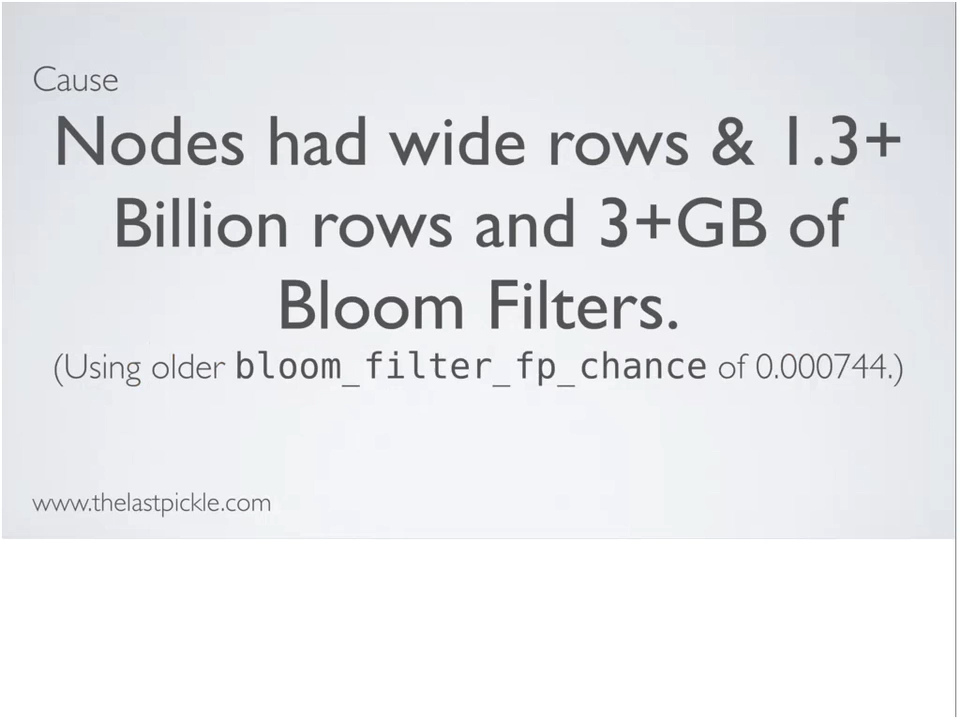 Cause
Nodes had wide rows & 1.3+
Billion rows and 3+GB of
Bloom Filters.
(Using older bloom_filter_fp_chance of 0.000744.)
www.thelastpickle.com